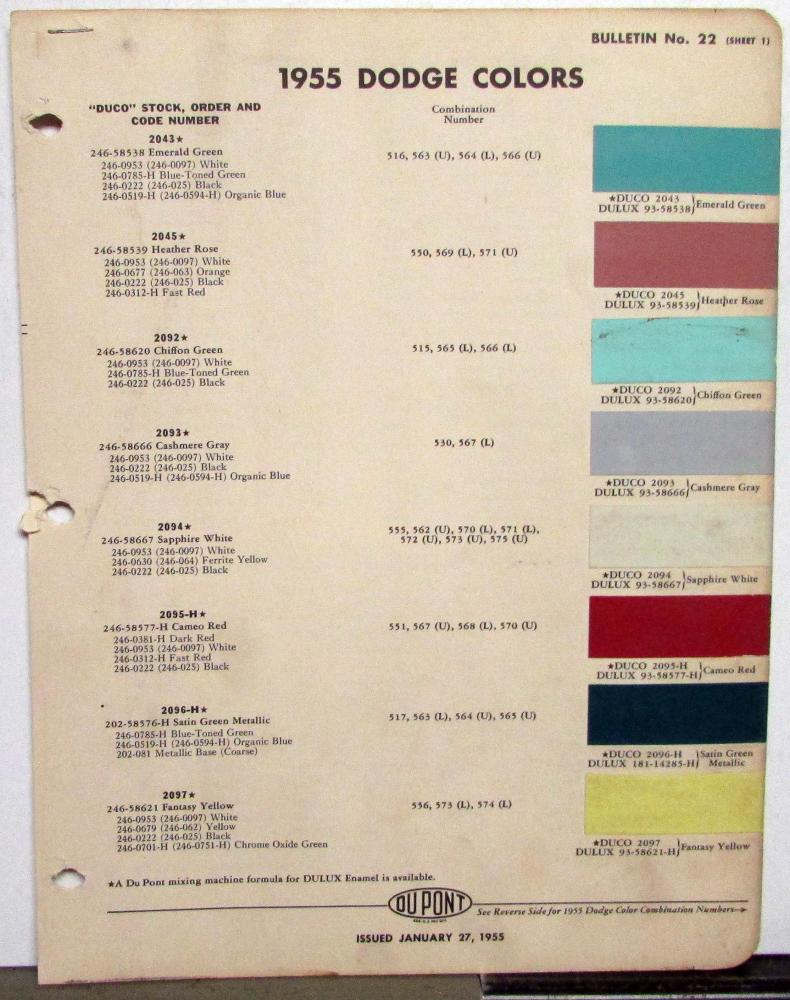 BULLETIN No. 22 (SHEET 1)
1955 DODGE COLORS
"DUCO" STOCK, ORDER AND
CODE NUMBER
Combination
Number
2043★
246-58538 Emerald Green
246-0953 (246-0097) White
246-0785-H Blue-Toned Green
246-0222 (246-025) Black
246-0519-H (246-0594-H) Organic Blue
516, 563 (U), 564 (L), 566 (U)
★DUCO 2043
DULUX 93-58538} Emerald Green
2045★
246-58539 Heather Rose
246-0953 (246-0097) White
246-0677 (246-063) Orange
246-0222 (246-025) Black
246-0312-H Fast Red
550, 569 (L), 571 (U)
★DUCO 2045
DULUX 93-58539} Heather Rose
2092★
246-58620 Chiffon Green
246-0953 (246-0097) White
246-0785-H Blue-Toned Green
246-0222 (246-025) Black
515, 565 (L), 566 (L)
★DUCO 2092
DULUX 93-58620} Chiffon Green
2093★
246-58666 Cashmere Gray
246-0953 (246-0097) White
246-0222 (246-025) Black
246-0519-H (246-0594-H) Organic Blue
530, 567 (L)
★DUCO 2093
DULUX 93-58666} Cashmere Gray
2094★
246-58667 Sapphire White
246-0953 (246-0097) White
246-0630 (246-064) Ferrite Yellow
246-0222 (246-025) Black
555, 562 (U), 570 (L), 571 (L),
572 (U), 573 (U), 575 (U)
★DUCO 2094
DULUX 93-58667} Sapphire White
2095-H★
246-58577-H Cameo Red
246-0381-H Dark Red
246-0953 (246-0097) White
246-0312-H Fast Red
246-0222 (246-025) Black
551, 567 (U), 568 (L), 570 (U)
★DUCO 2095-H
DULUX 93-58577-H} Cameo Red
2096-H★
202-58576-H Satin Green Metallic
246-0785-H Blue-Toned Green
246-0519-H (246-0594-H) Organic Blue
202-081 Metallic Base (Coarse)
517, 563 (L), 564 (U), 565 (U)
★DUCO 2096-H } Satin Green
DULUX 181-14285-H} Metallic
2097★
246-58621 Fantasy Yellow
246-0953 (246-0097) White
246-0679 (246-062) Yellow
246-0222 (246-025) Black
246-0701-H (246-0751-H) Chrome Oxide Green
556, 573 (L), 574 (L)
★DUCO 2097
DULUX 93-58621-H} Fantasy Yellow
★A Du Pont mixing machine formula for DULUX Enamel is available.
DU PONT
See Reverse Side for 1955 Dodge Color Combination Numbers
ISSUED JANUARY 27, 1955